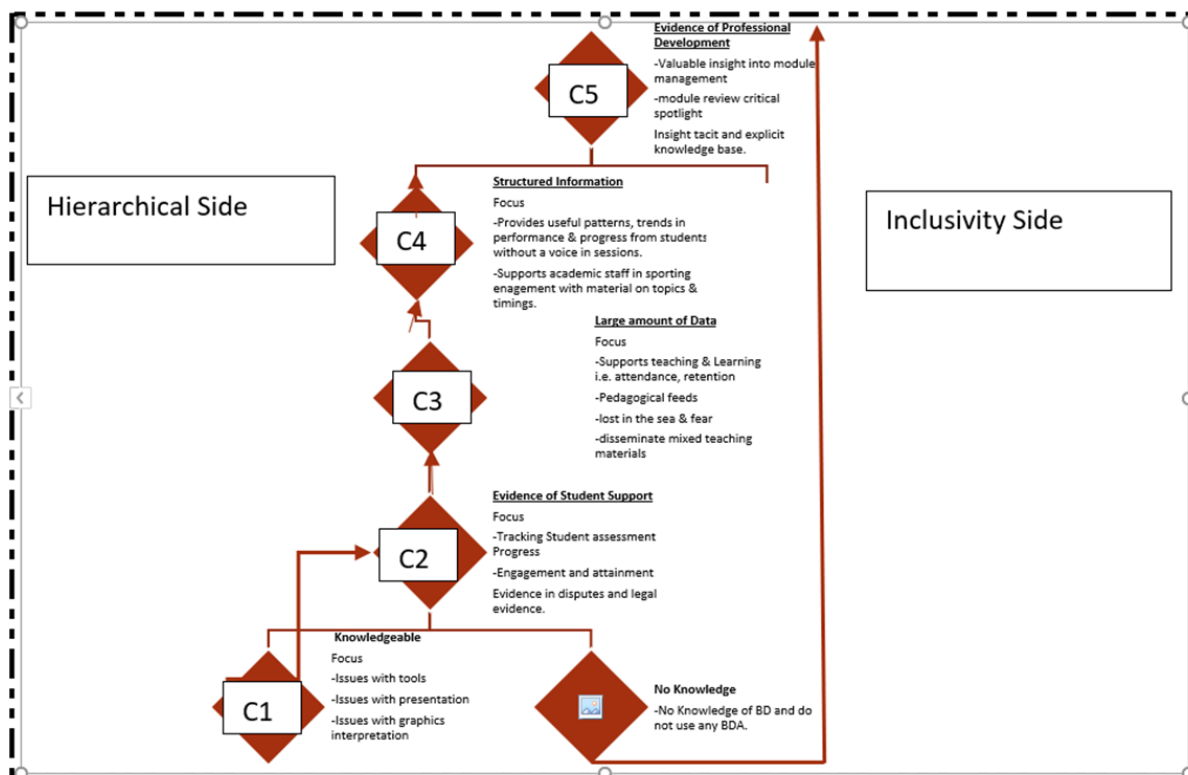 Evidence of Professional
Development
-Valuable insight into module
management
-module review critical
spotlight
Insight tacit and explicit
knowledge base.
C5
Hierarchical Side
Structured Information
Focus
-Provides useful patterns, trends in
performance & progress from students
without a voice in sessions.
-Supports academic staff in sporting
enagement with material on topics &
timings.
C4
Inclusivity Side
Large amount of Data
Focus
-Supports teaching & Learning
i.e. attendance, retention
-Pedagogical feeds
-lost in the sea & fear
-disseminate mixed teaching
materials
C3
Evidence of Student Support
Focus
-Tracking Student assessment
Progress
-Engagement and attainment
Evidence in disputes and legal
evidence.
C2
Knowledgeable
Focus
-Issues with tools
-Issues with presentation
-Issues with graphics
interpretation
C1
No Knowledge
-No Knowledge of BD and do
not use any BDA.